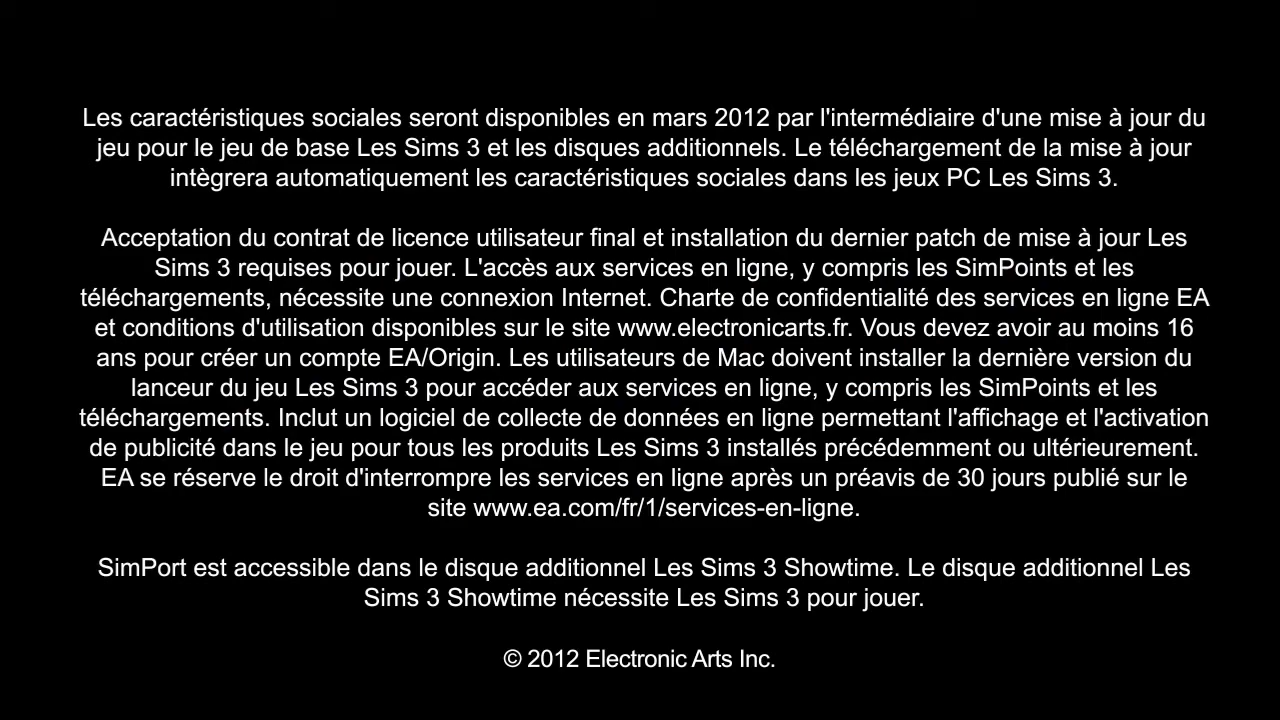 Les caractéristiques sociales seront disponibles en mars 2012 par l'intermédiaire d'une mise à jour du
jeu pour le jeu de base Les Sims 3 et les disques additionnels. Le téléchargement de la mise à jour
intègrera automatiquement les caractéristiques sociales dans les jeux PC Les Sims 3.
Acceptation du contrat de licence utilisateur final et installation du dernier patch de mise à jour Les
Sims 3 requises pour jouer. L'accès aux services en ligne, y compris les SimPoints et les
téléchargements, nécessite une connexion Internet. Charte de confidentialité des services en ligne EA
et conditions d'utilisation disponibles sur le site www.electronicarts.fr. Vous devez avoir au moins 16
ans pour créer un compte EA/Origin. Les utilisateurs de Mac doivent installer la dernière version du
lanceur du jeu Les Sims 3 pour accéder aux services en ligne, y compris les SimPoints et les
téléchargements. Inclut un logiciel de collecte de données en ligne permettant l'affichage et l'activation
de publicité dans le jeu pour tous les produits Les Sims 3 installés précédemment ou ultérieurement.
EA se réserve le droit d'interrompre les services en ligne après un préavis de 30 jours publié sur le
site www.ea.com/fr/1/services-en-ligne.
SimPort est accessible dans le disque additionnel Les Sims 3 Showtime. Le disque additionnel Les
Sims 3 Showtime nécessite Les Sims 3 pour jouer.
© 2012 Electronic Arts Inc.